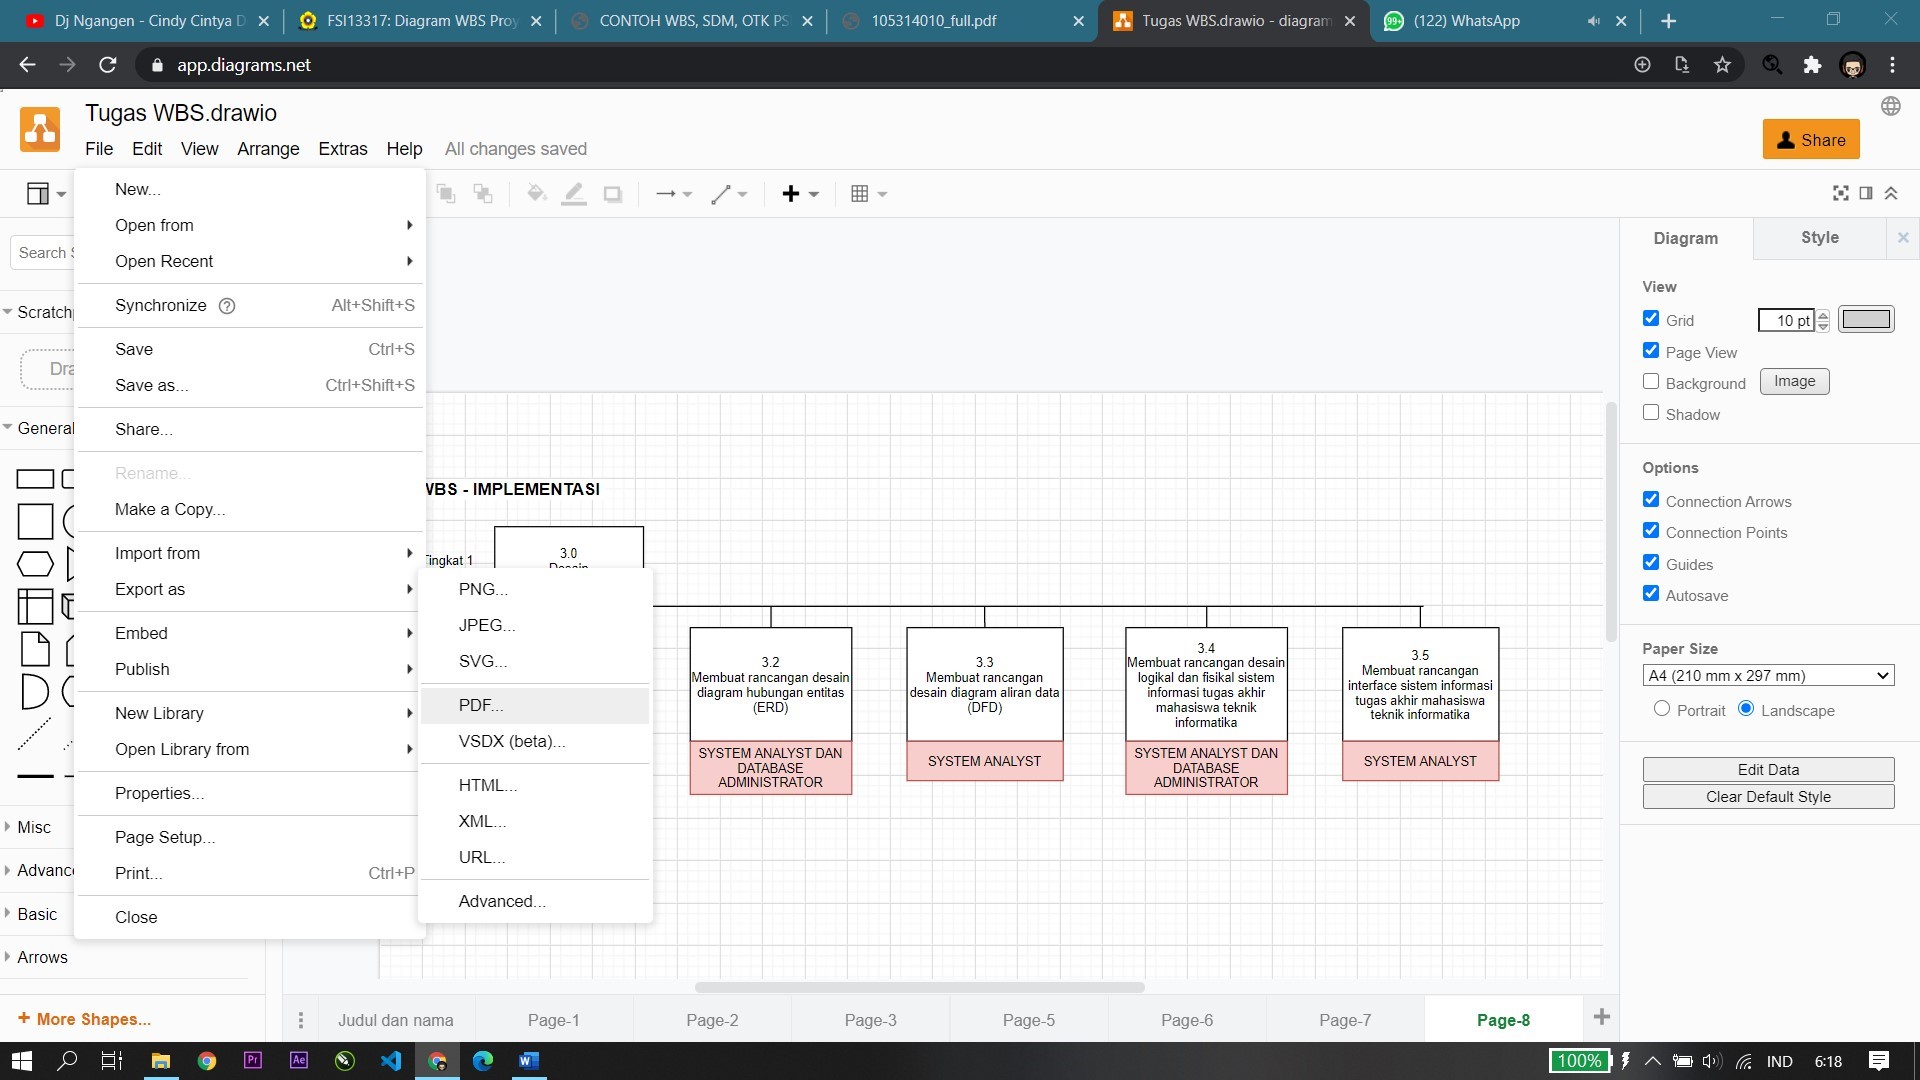 Dj Ngangen - Cindy Cintya D
FSI13317: Diagram WBS Proy
CONTOH WBS, SDM, OTK PS
105314010_full.pdf
Tugas WBS.drawio - diagram
(122) WhatsApp
app.diagrams.net
Tugas WBS.drawio
File Edit View Arrange Extras Help All changes saved
Share
New...
Open from
Open Recent
Synchronize Alt+Shift+S
Save Ctrl+S
Save as... Ctrl+Shift+S
Share...
Rename...
Make a Copy...
Import from
Export as
Embed
Publish
New Library
Open Library from
Properties...
Page Setup...
Print... Ctrl+P
Close
PNG...
JPEG...
SVG...
PDF...
VSDX (beta)...
HTML...
XML...
URL...
Advanced...
Search S
Scratchp
Dra
General
Misc
Advanc
Basic
Arrows
+ More Shapes...
WBS - IMPLEMENTASI
Tingkat 1
3.0
Desain
3.2
Membuat rancangan desain
diagram hubungan entitas
(ERD)
SYSTEM ANALYST DAN
DATABASE
ADMINISTRATOR
3.3
Membuat rancangan
desain diagram aliran data
(DFD)
SYSTEM ANALYST
3.4
Membuat rancangan desain
logikal dan fisikal sistem
informasi tugas akhir
mahasiswa teknik
informatika
SYSTEM ANALYST DAN
DATABASE
ADMINISTRATOR
3.5
Membuat rancangan
interface sistem informasi
tugas akhir mahasiswa
teknik informatika
SYSTEM ANALYST
Diagram Style
View
Grid 10 pt
Page View
Background Image
Shadow
Options
Connection Arrows
Connection Points
Guides
Autosave
Paper Size
A4 (210 mm x 297 mm)
Portrait Landscape
Edit Data
Clear Default Style
Judul dan nama Page-1 Page-2 Page-3 Page-5 Page-6 Page-7 Page-8
100% IND 6:18